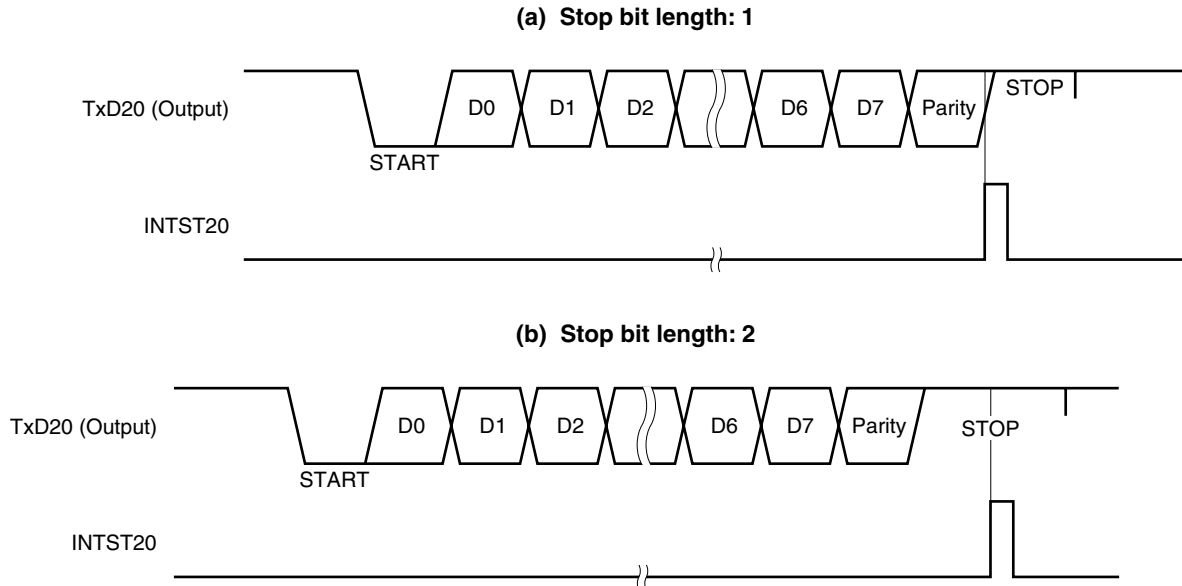 (a) Stop bit length: 1
TxD20 (Output)
D0 D1 D2 D6 D7 Parity STOP
START
INTST20
(b) Stop bit length: 2
TxD20 (Output)
D0 D1 D2 D6 D7 Parity STOP
START
INTST20